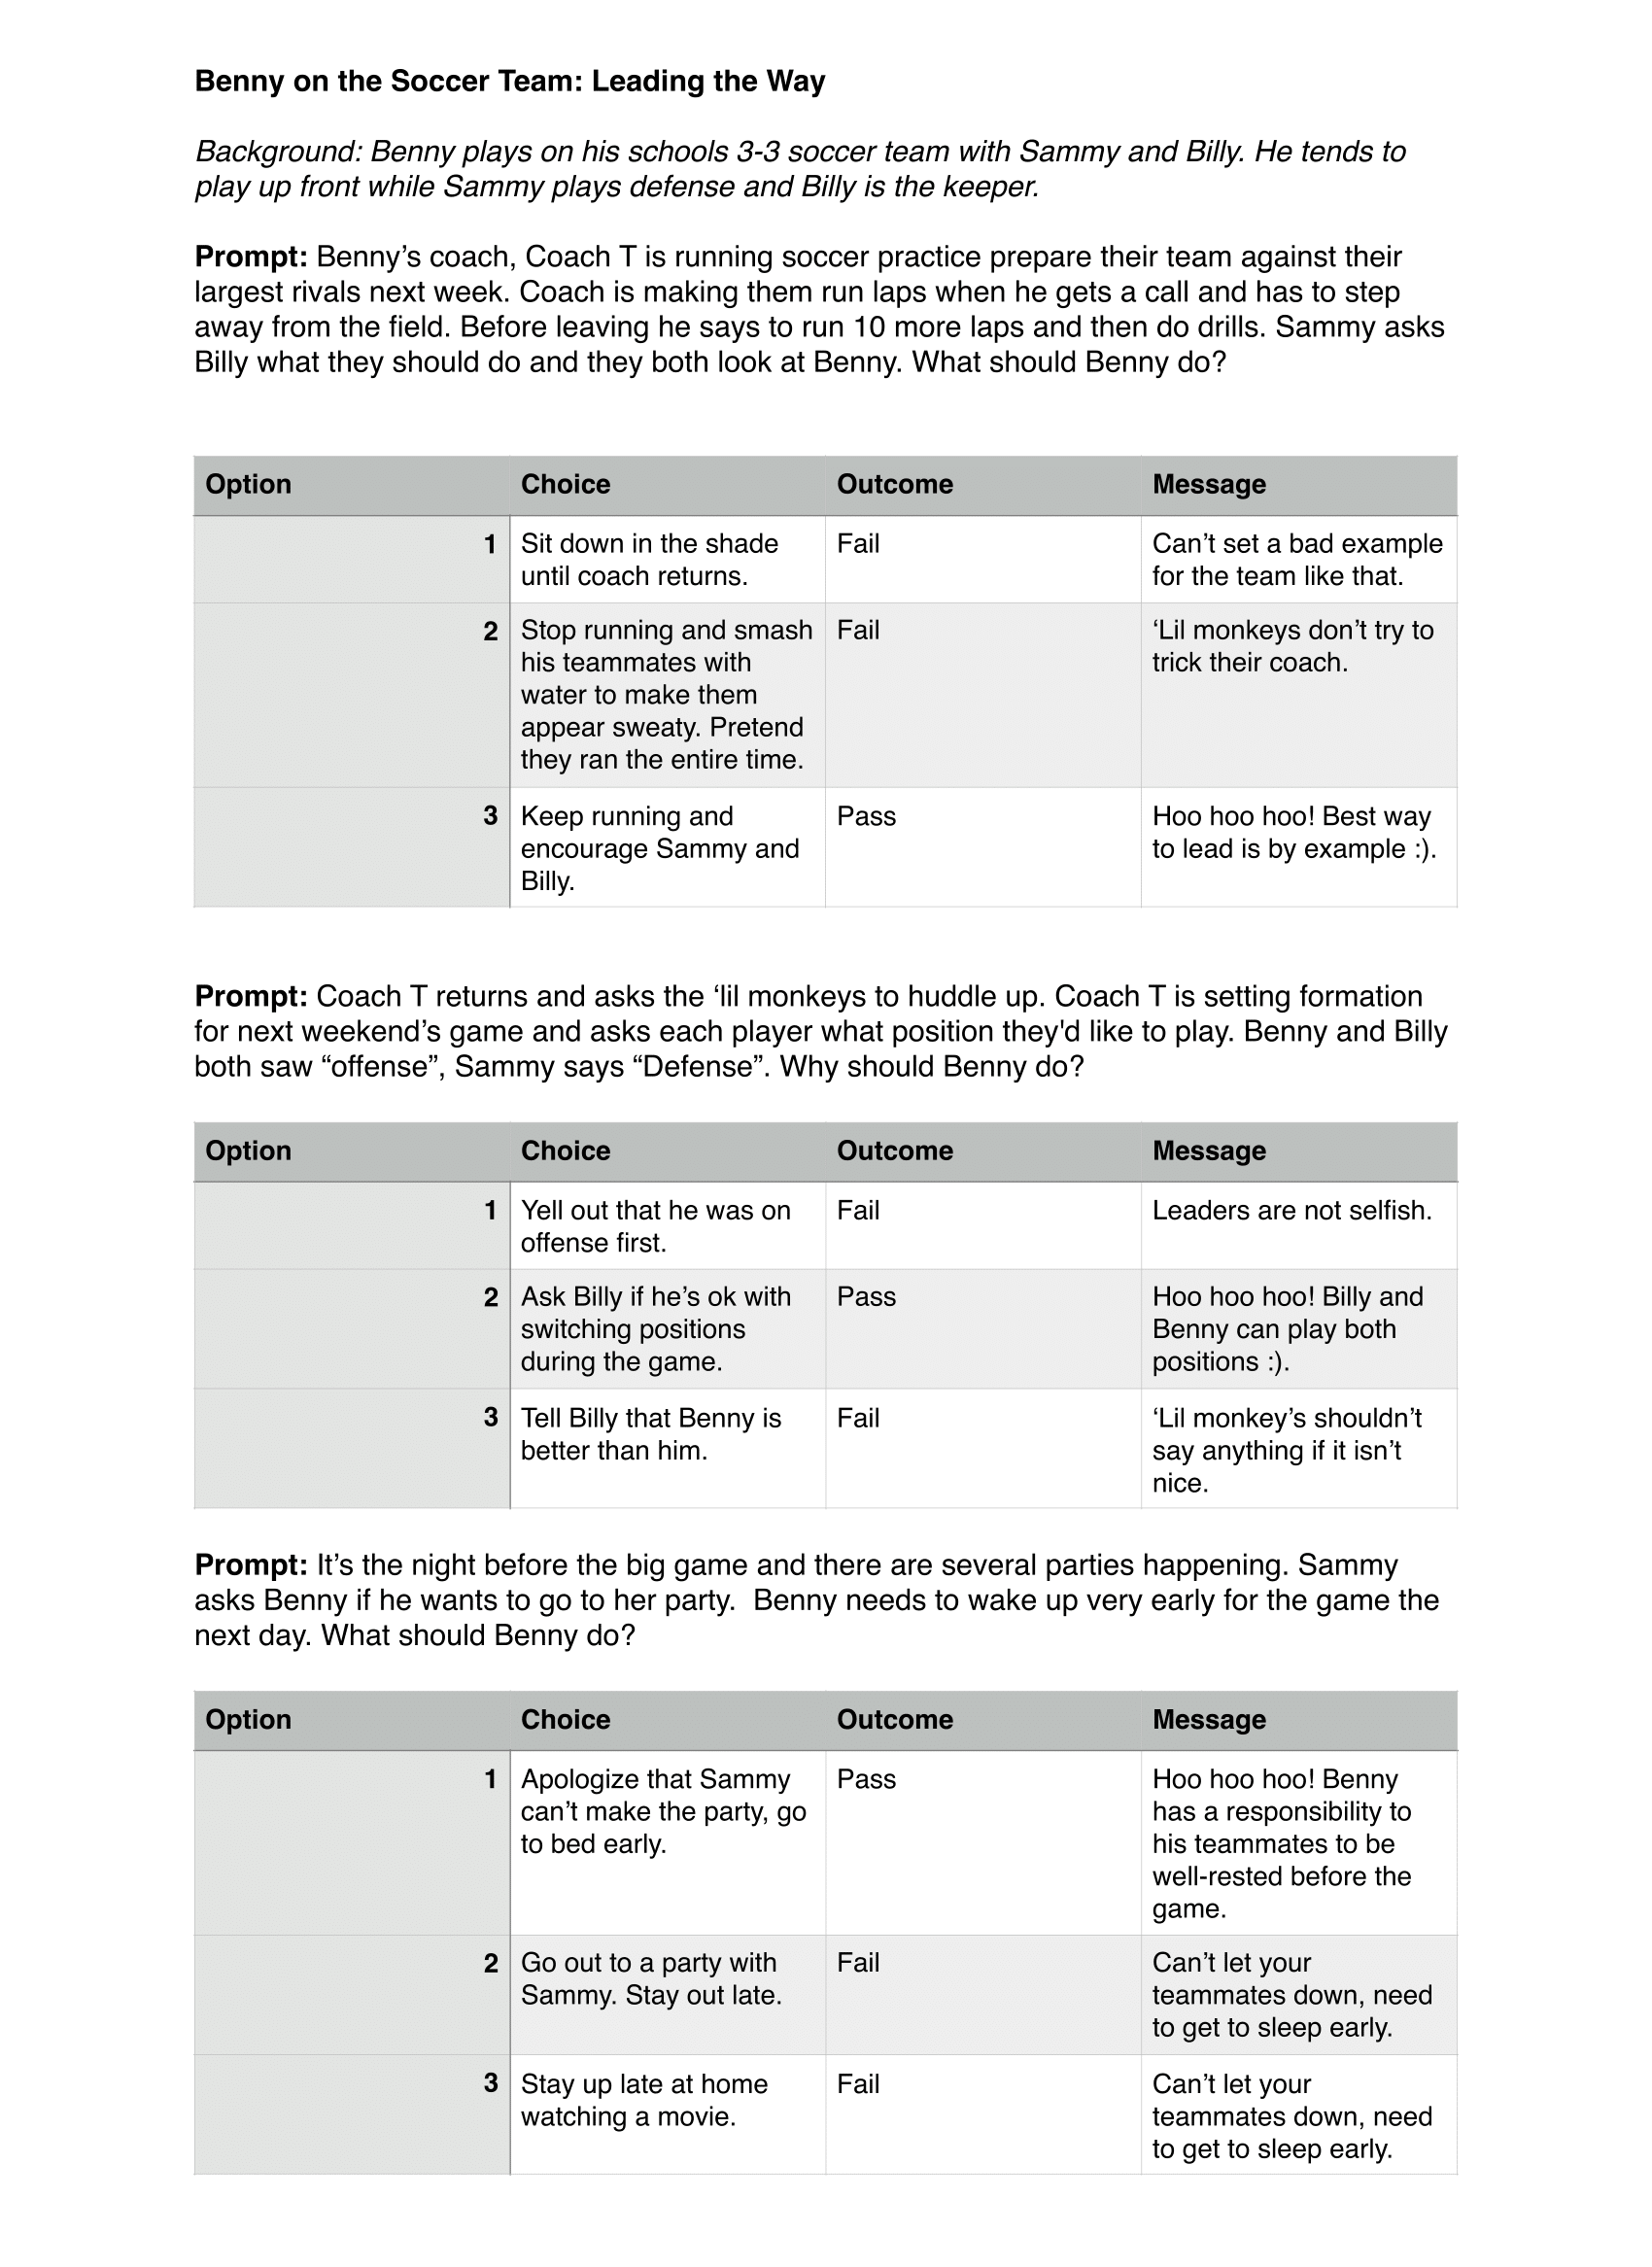 Benny on the Soccer Team: Leading the Way
Background: Benny plays on his schools 3-3 soccer team with Sammy and Billy. He tends to
play up front while Sammy plays defense and Billy is the keeper.
Prompt: Benny’s coach, Coach T is running soccer practice prepare their team against their
largest rivals next week. Coach is making them run laps when he gets a call and has to step
away from the field. Before leaving he says to run 10 more laps and then do drills. Sammy asks
Billy what they should do and they both look at Benny. What should Benny do?
Option Choice Outcome Message
1 Sit down in the shade Fail Can’t set a bad example
until coach returns. for the team like that.
2 Stop running and smash Fail ‘Lil monkeys don’t try to
his teammates with trick their coach.
water to make them
appear sweaty. Pretend
they ran the entire time.
3 Keep running and Pass Hoo hoo hoo! Best way
encourage Sammy and to lead is by example :).
Billy.
Prompt: Coach T returns and asks the ‘lil monkeys to huddle up. Coach T is setting formation
for next weekend’s game and asks each player what position they'd like to play. Benny and Billy
both saw “offense”, Sammy says “Defense”. Why should Benny do?
Option Choice Outcome Message
1 Yell out that he was on Fail Leaders are not selfish.
offense first.
2 Ask Billy if he’s ok with Pass Hoo hoo hoo! Billy and
switching positions Benny can play both
during the game. positions :).
3 Tell Billy that Benny is Fail ‘Lil monkey’s shouldn’t
better than him. say anything if it isn’t
nice.
Prompt: It’s the night before the big game and there are several parties happening. Sammy
asks Benny if he wants to go to her party.  Benny needs to wake up very early for the game the
next day. What should Benny do?
Option Choice Outcome Message
1 Apologize that Sammy Pass Hoo hoo hoo! Benny
can’t make the party, go has a responsibility to
to bed early. his teammates to be
well-rested before the
game.
2 Go out to a party with Fail Can’t let your
Sammy. Stay out late. teammates down, need
to get to sleep early.
3 Stay up late at home Fail Can’t let your
watching a movie. teammates down, need
to get to sleep early.